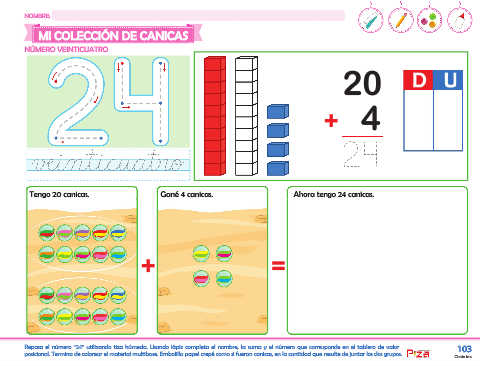 NOMBRE
MI COLECCIÓN DE CANICAS
NÚMERO VEINTICUATRO
24
veinticuatro
20
+ 4
24
D U
Tengo 20 canicas.
Gané 4 canicas.
Ahora tengo 24 canicas.
+
=
Repasa el número "24" utilizando tiza húmeda. Usando lápiz completa el nombre, la suma y el número que corresponde en el tablero de valor
posicional. Termina de colorear el material multibase. Embolilla papel crepé como si fueran canicas, en la cantidad que resulte de juntar los dos grupos.
103